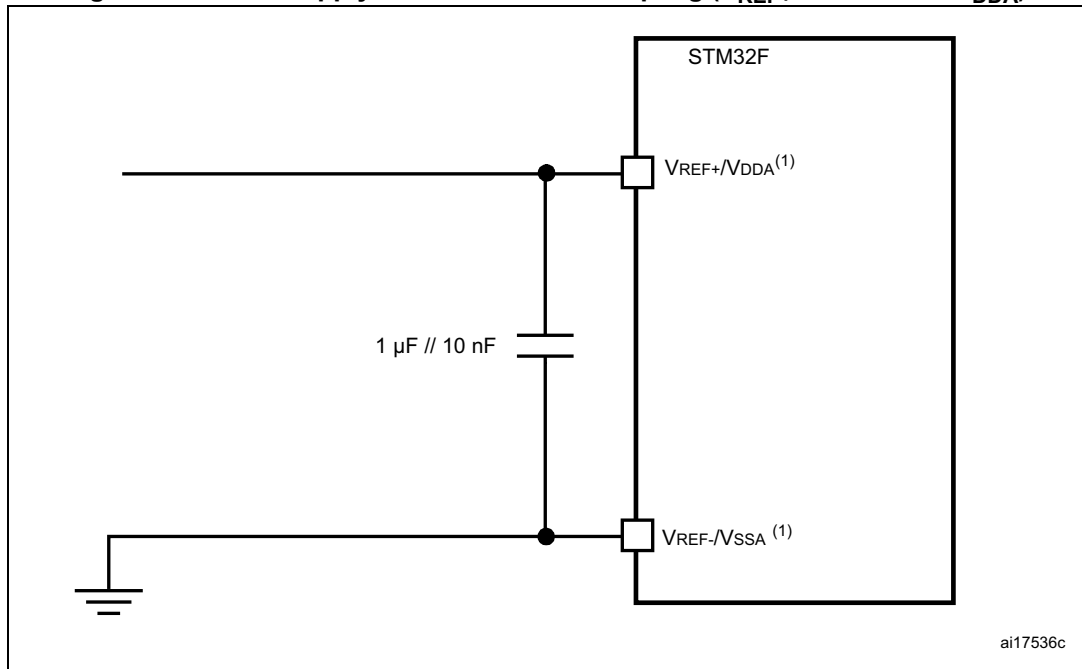 STM32F
VREF+/VDDA(1)
1 µF // 10 nF
VREF-/VSSA (1)
ai17536c